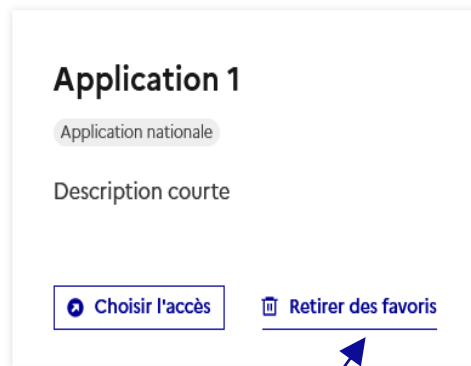 Application 1
Application nationale
Description courte
Choisir l'accès
Retirer des favoris